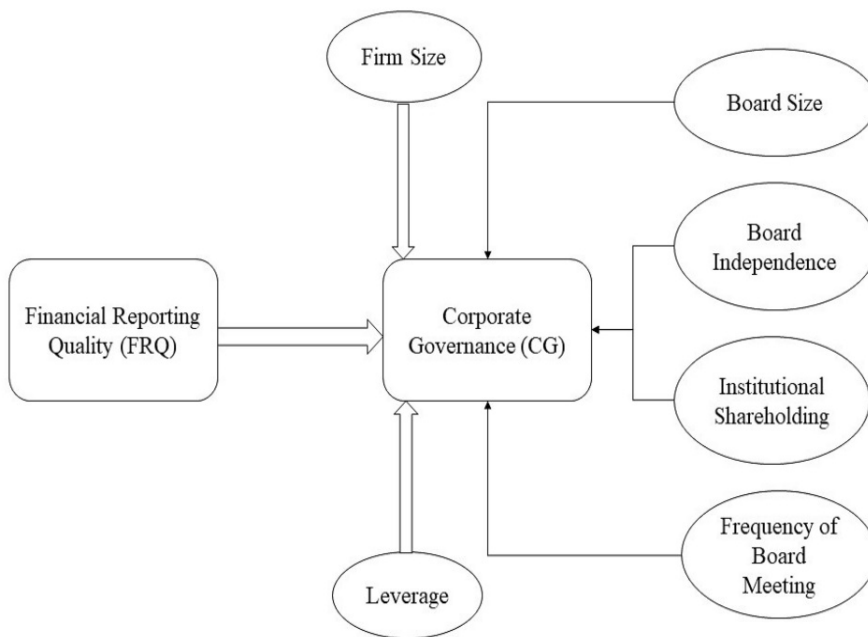 Firm Size
Board Size
Board
Independence
Financial Reporting
Quality (FRQ)
Corporate
Governance (CG)
Institutional
Shareholding
Frequency of
Board
Meeting
Leverage